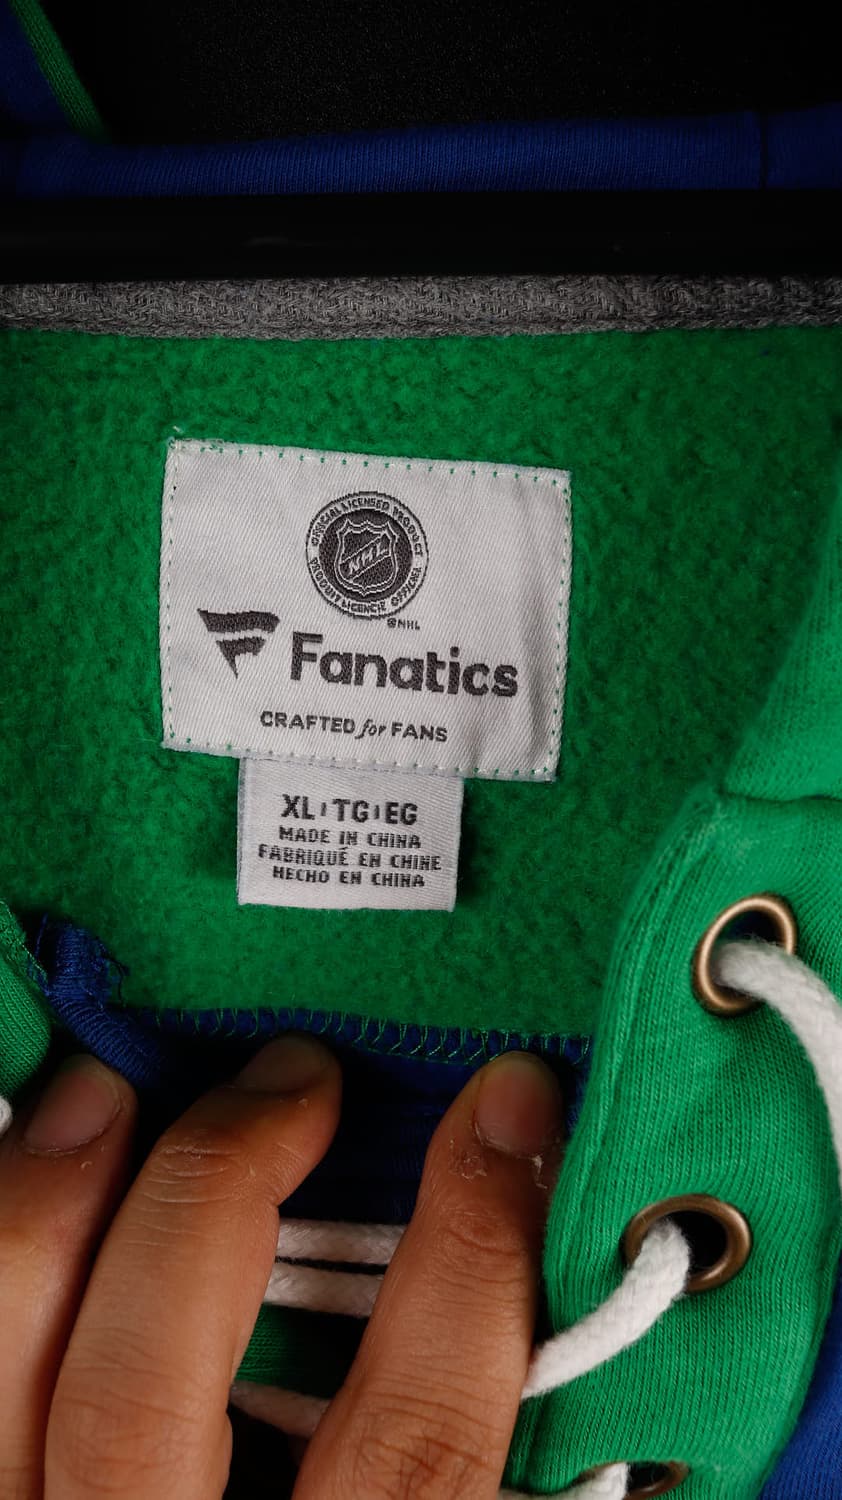 OFFICIAL LICENSED PRODUCT
NHL
PRODUIT LICENCIÉ OFFICIEL
@NHL
Fanatics
CRAFTED for FANS
XL ı TG ı EG
MADE IN CHINA
FABRIQUÉ EN CHINE
HECHO EN CHINA